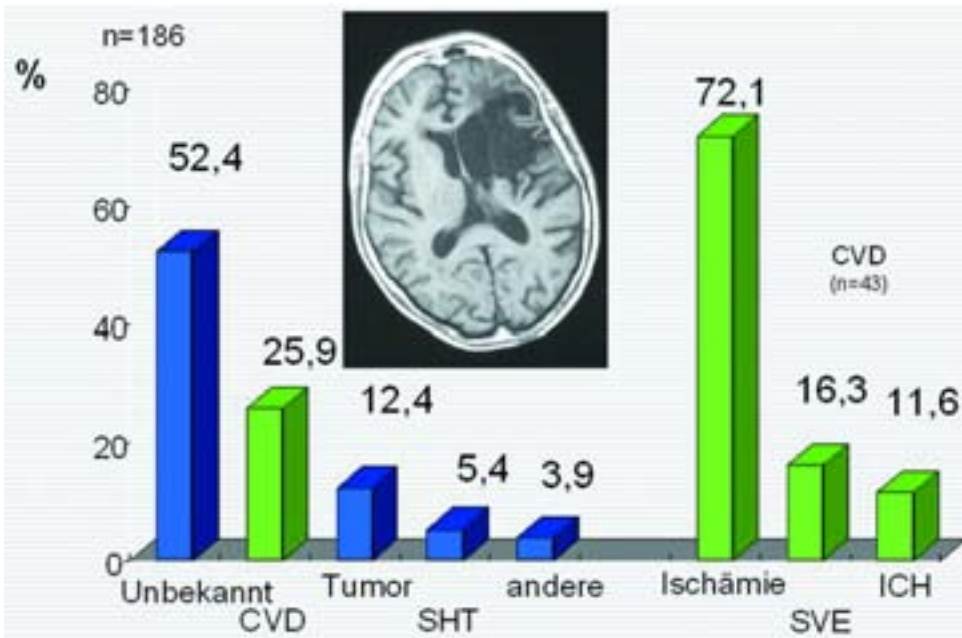 n=186
%
80
60
40
20
0
52,4
25,9
12,4
5,4
3,9
72,1
16,3
11,6
CVD
(n=43)
Unbekannt
CVD
Tumor
SHT
andere
Ischämie
SVE
ICH